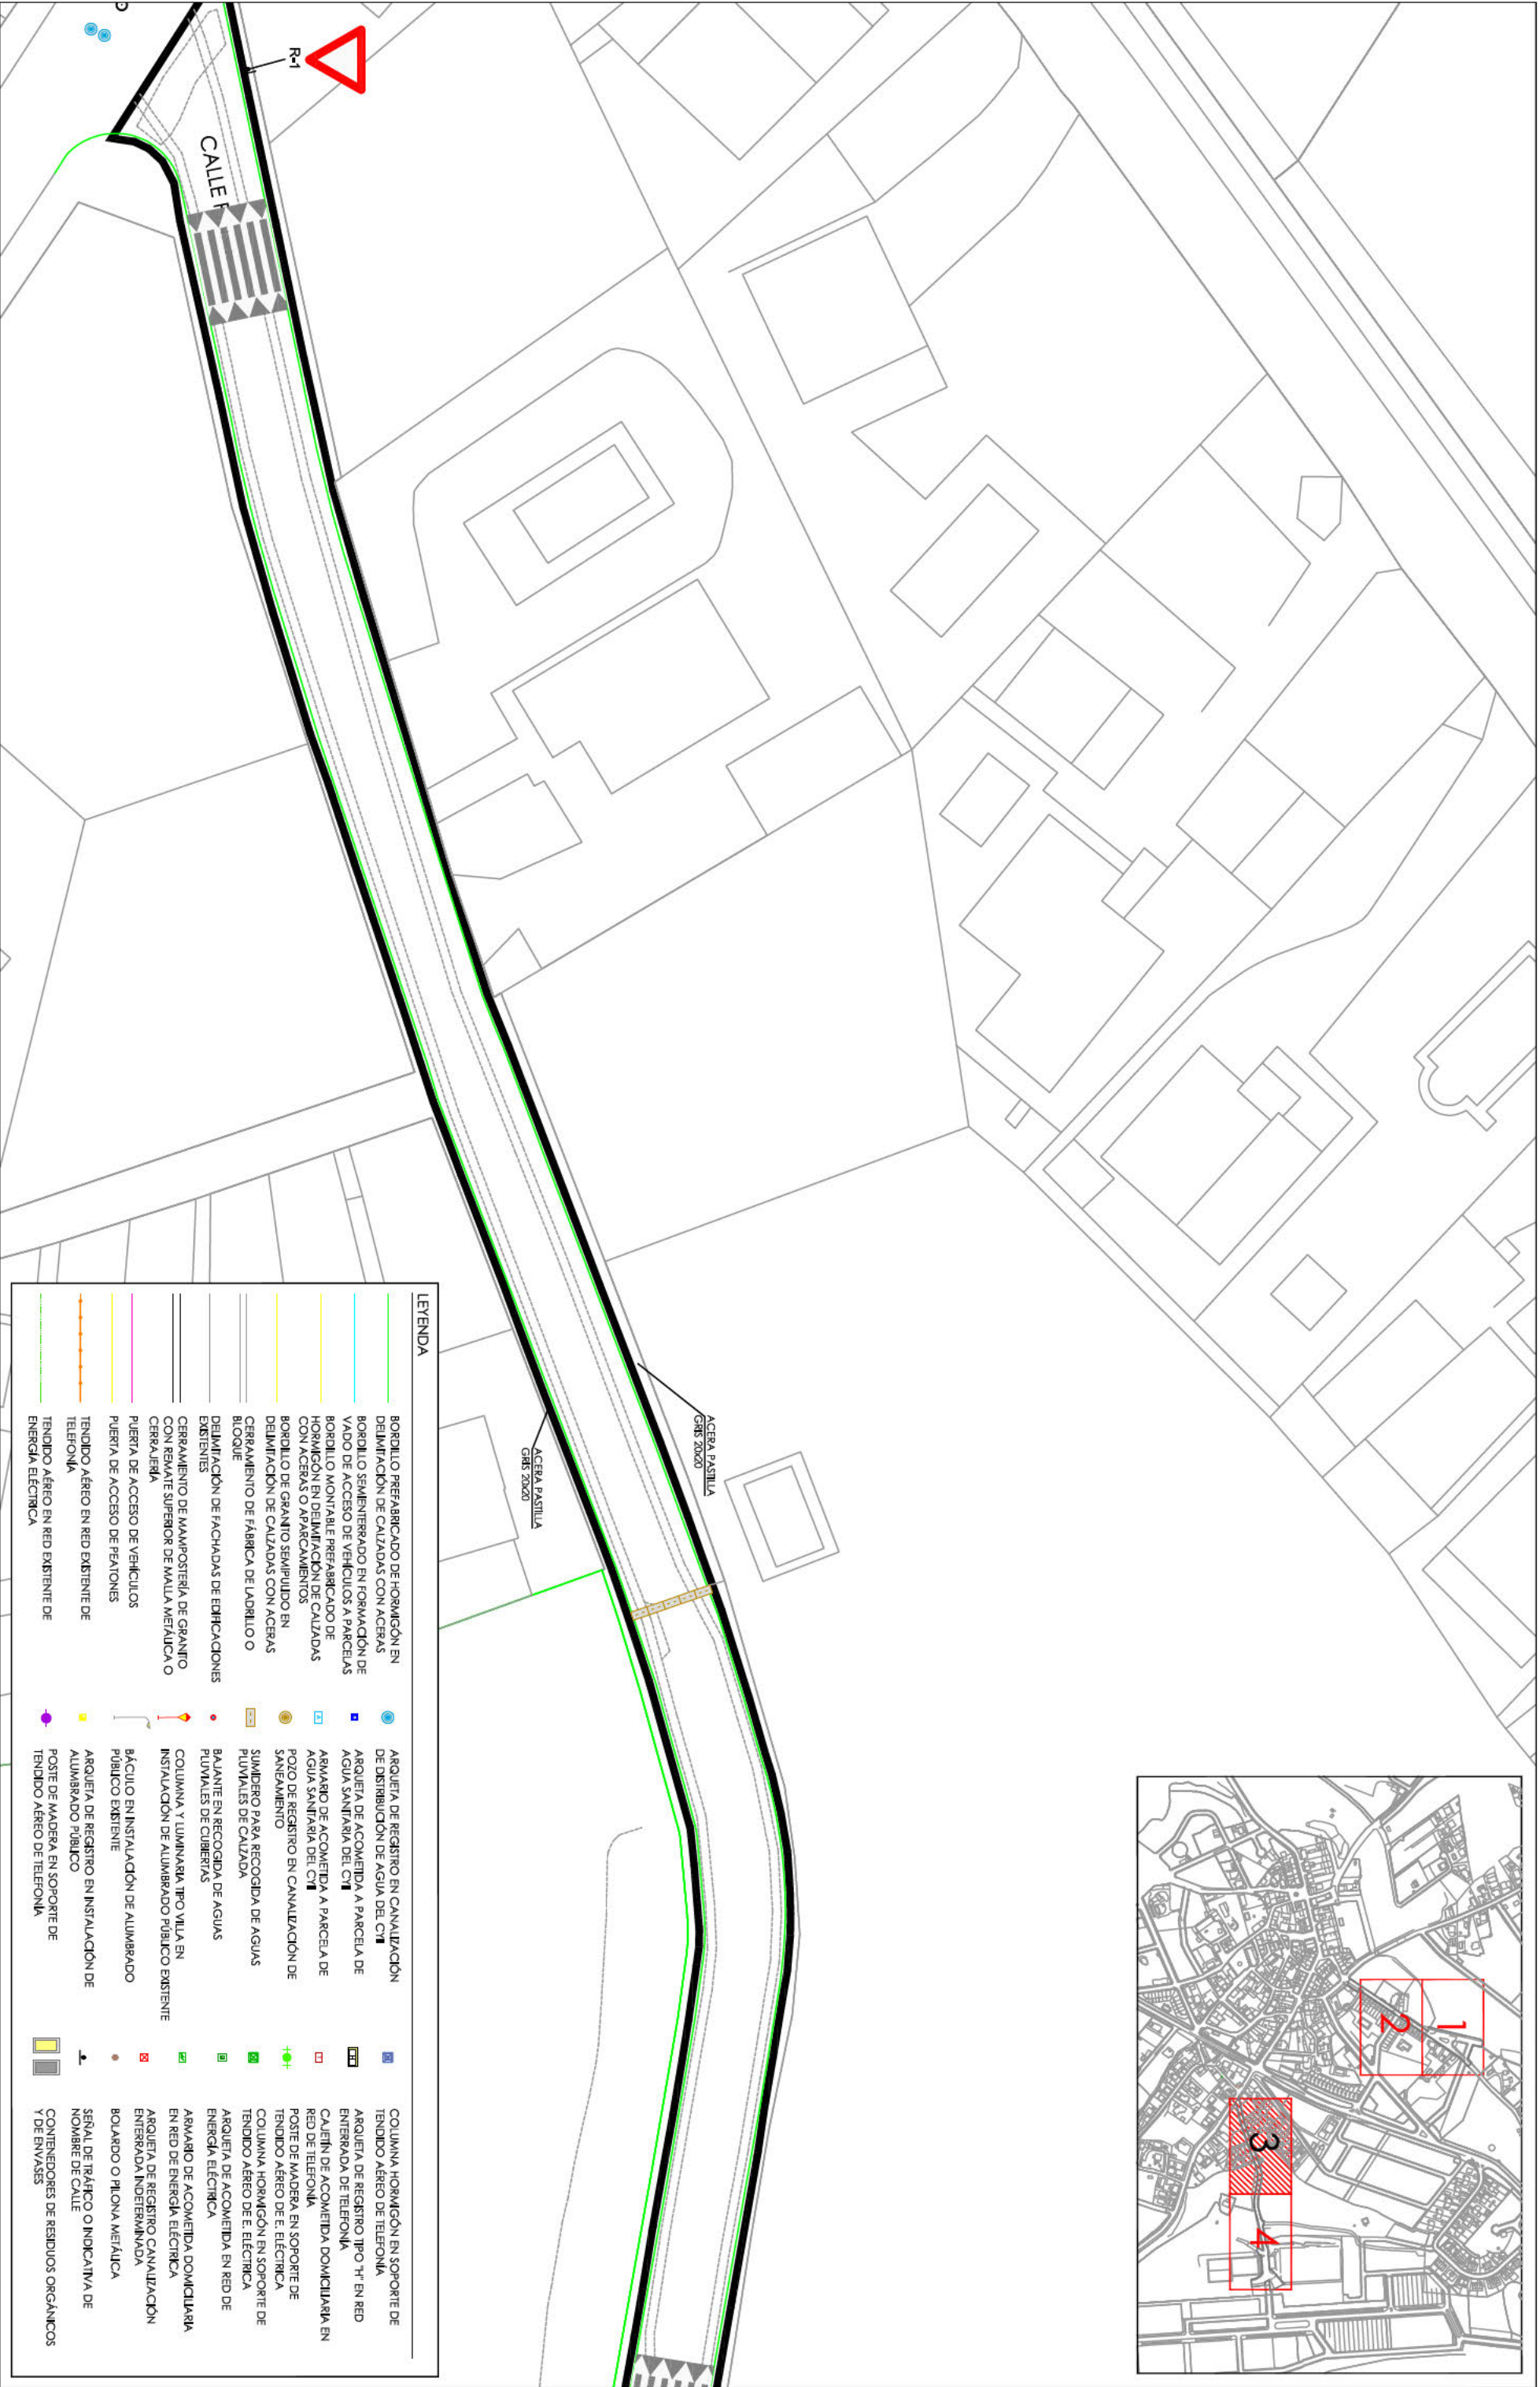 R-1
CALLE
ACERA PASTILLA
GRIS 20x20
ACERA PASTILLA
GRIS 20x20
1
2
3
4
LEYENDA
BORDILLO PREFABRICADO DE HORMIGÓN EN
DELIMITACIÓN DE CALZADAS CON ACERAS
BORDILLO SEMIENTERRADO EN FORMACIÓN DE
VADO DE ACCESO DE VEHÍCULOS A PARCELAS
BORDILLO MONTABLE PREFABRICADO DE
HORMIGÓN EN DELIMITACIÓN DE CALZADAS
CON ACERAS O APARCAMIENTOS
BORDILLO DE GRANITO SEMIPULIDO EN
DELIMITACIÓN DE CALZADAS CON ACERAS
CERRAMIENTO DE FÁBRICA DE LADRILLO O
BLOQUE
DELIMITACIÓN DE FACHADAS DE EDIFICACIONES
EXISTENTES
CERRAMIENTO DE MAMPOSTERÍA DE GRANITO
CON REMATE SUPERIOR DE MALLA METÁLICA O
CERRAJERÍA
PUERTA DE ACCESO DE VEHÍCULOS
PUERTA DE ACCESO DE PEATONES
TENDIDO AÉREO EN RED EXISTENTE DE
TELEFONÍA
TENDIDO AÉREO EN RED EXISTENTE DE
ENERGÍA ELÉCTRICA
ARQUETA DE REGISTRO EN CANALIZACIÓN
DE DISTRIBUCIÓN DE AGUA DEL CYII
ARQUETA DE ACOMETIDA A PARCELA DE
AGUA SANITARIA DEL CYII
ARMARIO DE ACOMETIDA A PARCELA DE
AGUA SANITARIA DEL CYII
POZO DE REGISTRO EN CANALIZACIÓN DE
SANEAMIENTO
SUMIDERO PARA RECOGIDA DE AGUAS
PLUVIALES DE CALZADA
BAJANTE EN RECOGIDA DE AGUAS
PLUVIALES DE CUBIERTAS
COLUMNA Y LUMINARIA TIPO VILLA EN
INSTALACIÓN DE ALUMBRADO PÚBLICO EXISTENTE
BÁCULO EN INSTALACIÓN DE ALUMBRADO
PÚBLICO EXISTENTE
ARQUETA DE REGISTRO EN INSTALACIÓN DE
ALUMBRADO PÚBLICO
POSTE DE MADERA EN SOPORTE DE
TENDIDO AÉREO DE TELEFONÍA
COLUMNA HORMIGÓN EN SOPORTE DE
TENDIDO AÉREO DE TELEFONÍA
ARQUETA DE REGISTRO TIPO "H" EN RED
ENTERRADA DE TELEFONÍA
CAJETÍN DE ACOMETIDA DOMICILIARIA EN
RED DE TELEFONÍA
POSTE DE MADERA EN SOPORTE DE
TENDIDO AÉREO DE E. ELÉCTRICA
COLUMNA HORMIGÓN EN SOPORTE DE
TENDIDO AÉREO DE E. ELÉCTRICA
ARQUETA DE ACOMETIDA EN RED DE
ENERGÍA ELÉCTRICA
ARMARIO DE ACOMETIDA DOMICILIARIA
EN RED DE ENERGÍA ELÉCTRICA
ARQUETA DE REGISTRO CANALIZACIÓN
ENTERRADA INDETERMINADA
BOLARDO O PILONA METÁLICA
SEÑAL DE TRÁFICO O INDICATIVA DE
NOMBRE DE CALLE
CONTENEDORES DE RESIDUOS ORGÁNICOS
Y DE ENVASES